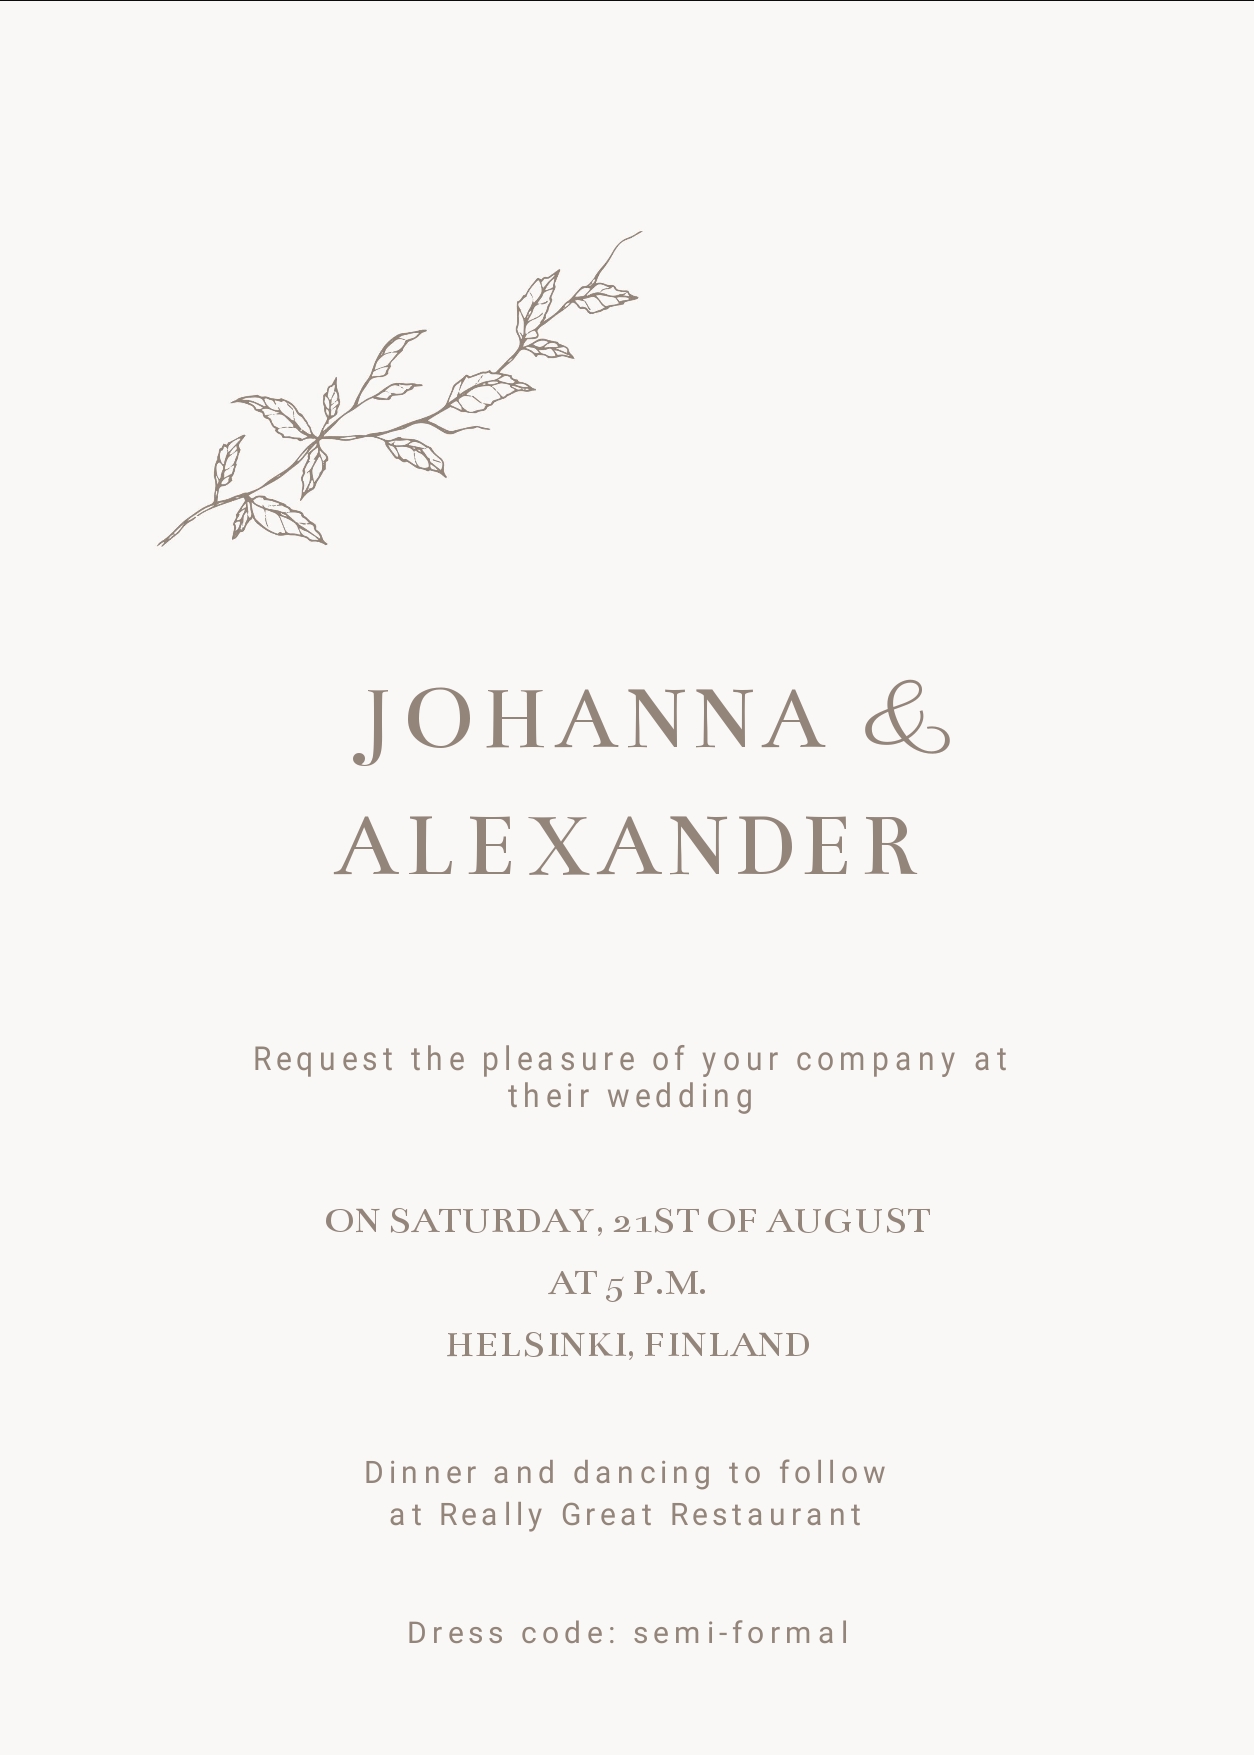 JOHANNA &
ALEXANDER
Request the pleasure of your company at
their wedding
ON SATURDAY, 21ST OF AUGUST
AT 5 P.M.
HELSINKI, FINLAND
Dinner and dancing to follow
at Really Great Restaurant
Dress code: semi-formal